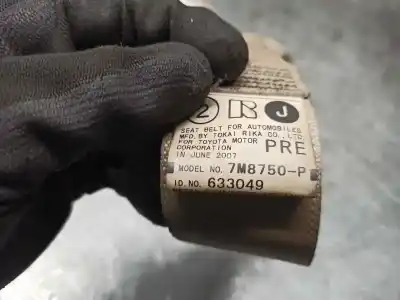 2 R J
SEAT BELT FOR AUTOMOBILES
MFD. BY TOKAI RIKA CO., LTD.
FOR TOYOTA MOTOR
CORPORATION PRE
IN JUNE 2007
MODEL NO. 7M8750-P
ID.NO. 633049